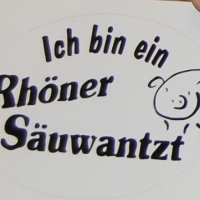 Ich bin ein
Rhöner
Säuwantzt